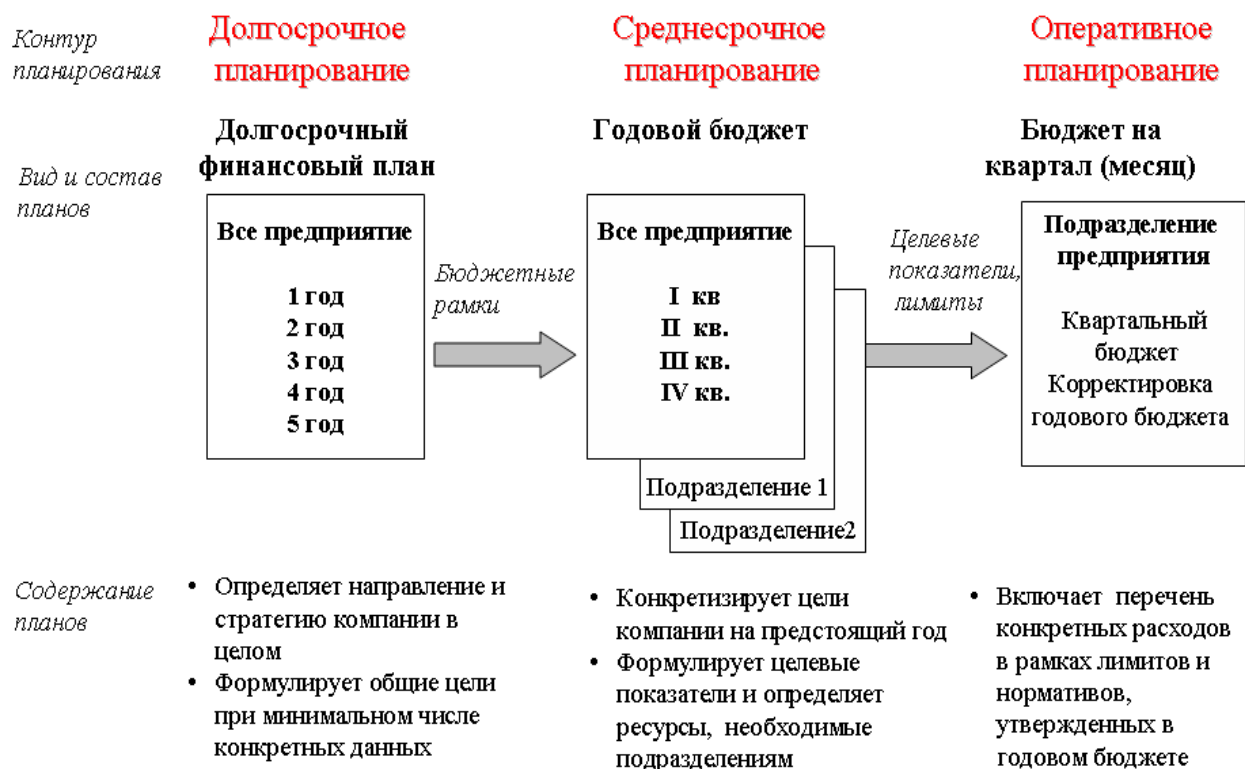 Контур
планирования
Долгосрочное
планирование
Среднесрочное
планирование
Оперативное
планирование
Вид и состав
планов
Долгосрочный
финансовый план
Все предприятие
1 год
2 год
3 год
4 год
5 год
Бюджетные
рамки
Годовой бюджет
Все предприятие
I кв
II кв.
III кв.
IV кв.
Подразделение 1
Подразделение2
Целевые
показатели,
лимиты
Бюджет на
квартал (месяц)
Подразделение
предприятия
Квартальный
бюджет
Корректировка
годового бюджета
Содержание
планов
• Определяет направление и
стратегию компании в
целом
• Формулирует общие цели
при минимальном числе
конкретных данных
• Конкретизирует цели
компании на предстоящий год
• Формулирует целевые
показатели и определяет
ресурсы, необходимые
подразделениям
• Включает перечень
конкретных расходов
в рамках лимитов и
нормативов,
утвержденных в
годовом бюджете